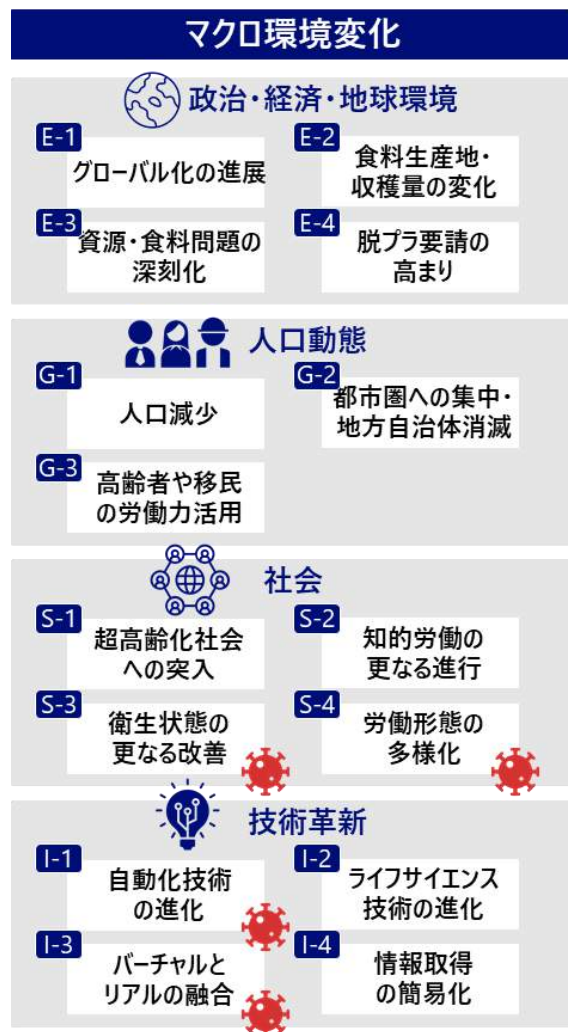 マクロ環境変化
政治・経済・地球環境
E-1
グローバル化の進展
E-2
食料生産地・
収穫量の変化
E-3
資源・食料問題の
深刻化
E-4
脱プラ要請の
高まり
人口動態
G-1
人口減少
G-2
都市圏への集中・
地方自治体消滅
G-3
高齢者や移民
の労働力活用
社会
S-1
超高齢化社会
への突入
S-2
知的労働の
更なる進行
S-3
衛生状態の
更なる改善
S-4
労働形態の
多様化
技術革新
I-1
自動化技術
の進化
I-2
ライフサイエンス
技術の進化
I-3
バーチャルと
リアルの融合
I-4
情報取得
の簡易化